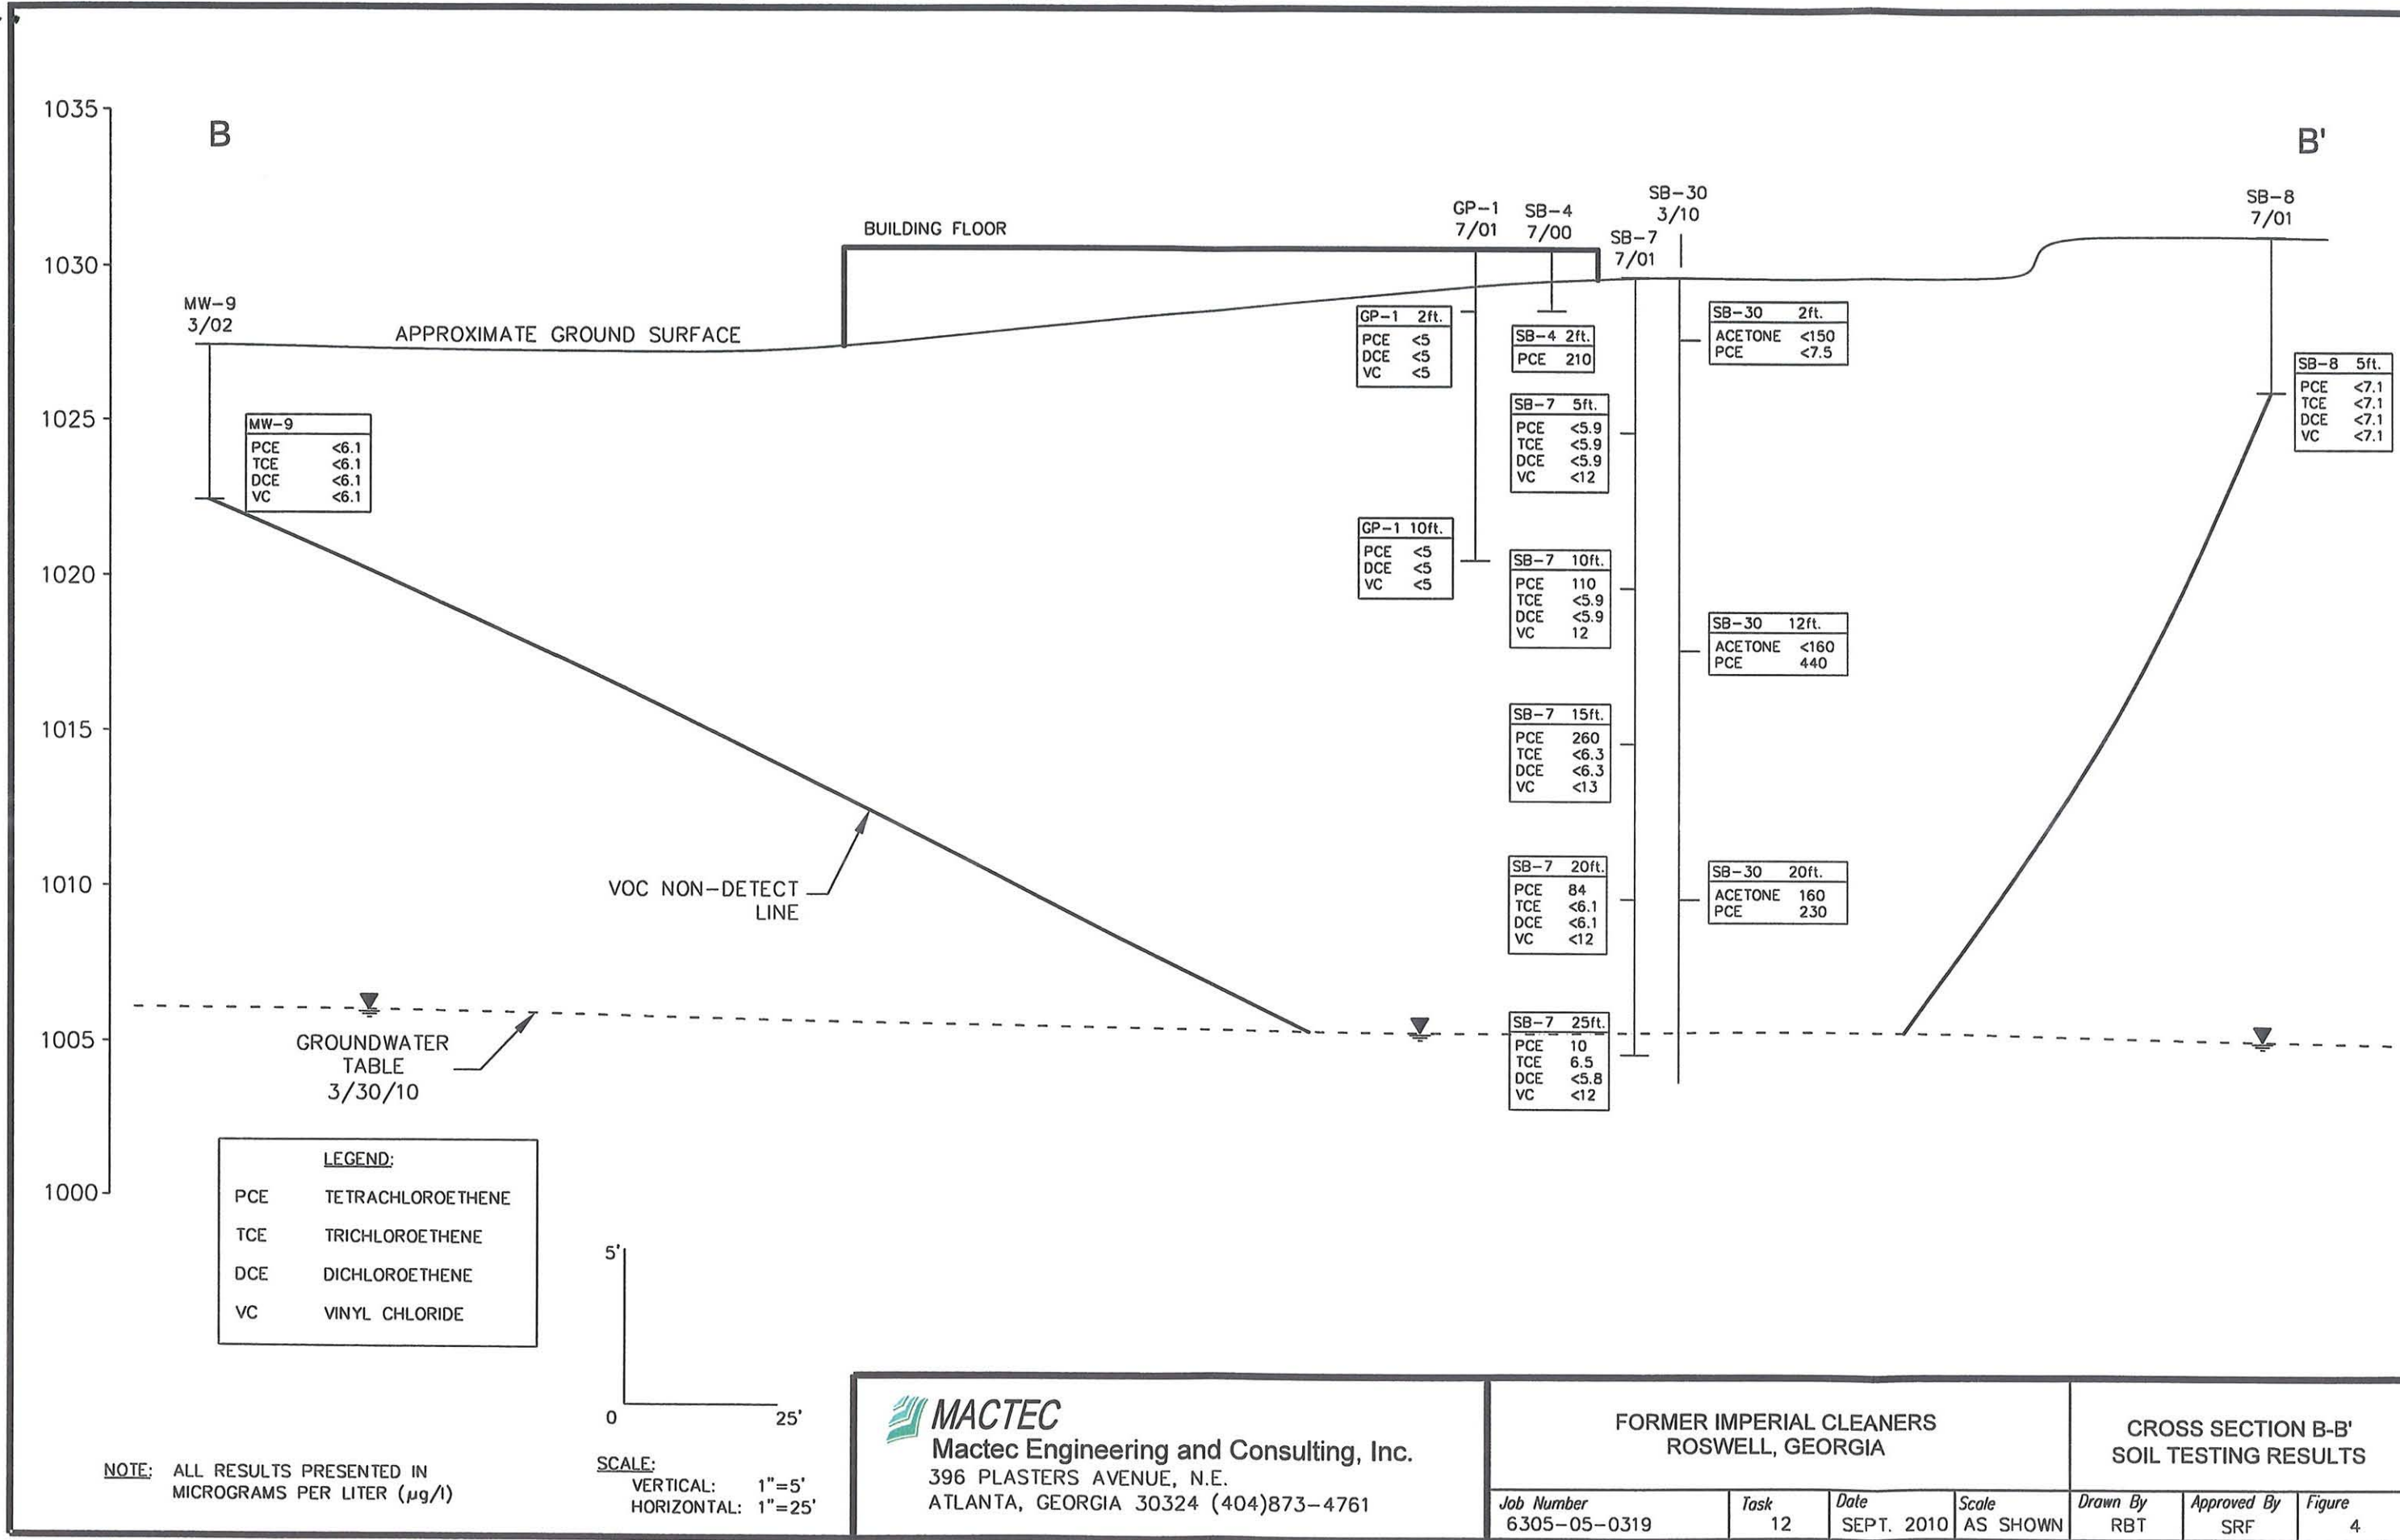 1035
B
B'
SB-30
3/10
GP-1
7/01
SB-4
7/00
SB-7
7/01
SB-8
7/01
BUILDING FLOOR
1030
MW-9
3/02
APPROXIMATE GROUND SURFACE
GP-1 2ft.
PCE <5
DCE <5
VC <5
SB-4 2ft.
PCE 210
SB-30 2ft.
ACETONE <150
PCE <7.5
SB-8 5ft.
PCE <7.1
TCE <7.1
DCE <7.1
VC <7.1
1025
MW-9
PCE <6.1
TCE <6.1
DCE <6.1
VC <6.1
SB-7 5ft.
PCE <5.9
TCE <5.9
DCE <5.9
VC <12
GP-1 10ft.
PCE <5
DCE <5
VC <5
1020
SB-7 10ft.
PCE 110
TCE <5.9
DCE <5.9
VC 12
SB-30 12ft.
ACETONE <160
PCE 440
1015
SB-7 15ft.
PCE 260
TCE <6.3
DCE <6.3
VC <13
1010
VOC NON-DETECT
LINE
SB-7 20ft.
PCE 84
TCE <6.1
DCE <6.1
VC <12
SB-30 20ft.
ACETONE 160
PCE 230
1005
GROUNDWATER
TABLE
3/30/10
SB-7 25ft.
PCE 10
TCE 6.5
DCE <5.8
VC <12
1000
LEGEND:
PCE TETRACHLOROETHENE
TCE TRICHLOROETHENE
DCE DICHLOROETHENE
VC VINYL CHLORIDE
5'
0 25'
NOTE: ALL RESULTS PRESENTED IN
MICROGRAMS PER LITER (µg/l)
SCALE:
VERTICAL: 1"=5'
HORIZONTAL: 1"=25'
MACTEC
Mactec Engineering and Consulting, Inc.
396 PLASTERS AVENUE, N.E.
ATLANTA, GEORGIA 30324 (404)873-4761
FORMER IMPERIAL CLEANERS
ROSWELL, GEORGIA
CROSS SECTION B-B'
SOIL TESTING RESULTS
Job Number Task Date Scale Drawn By Approved By Figure
6305-05-0319 12 SEPT. 2010 AS SHOWN RBT SRF 4